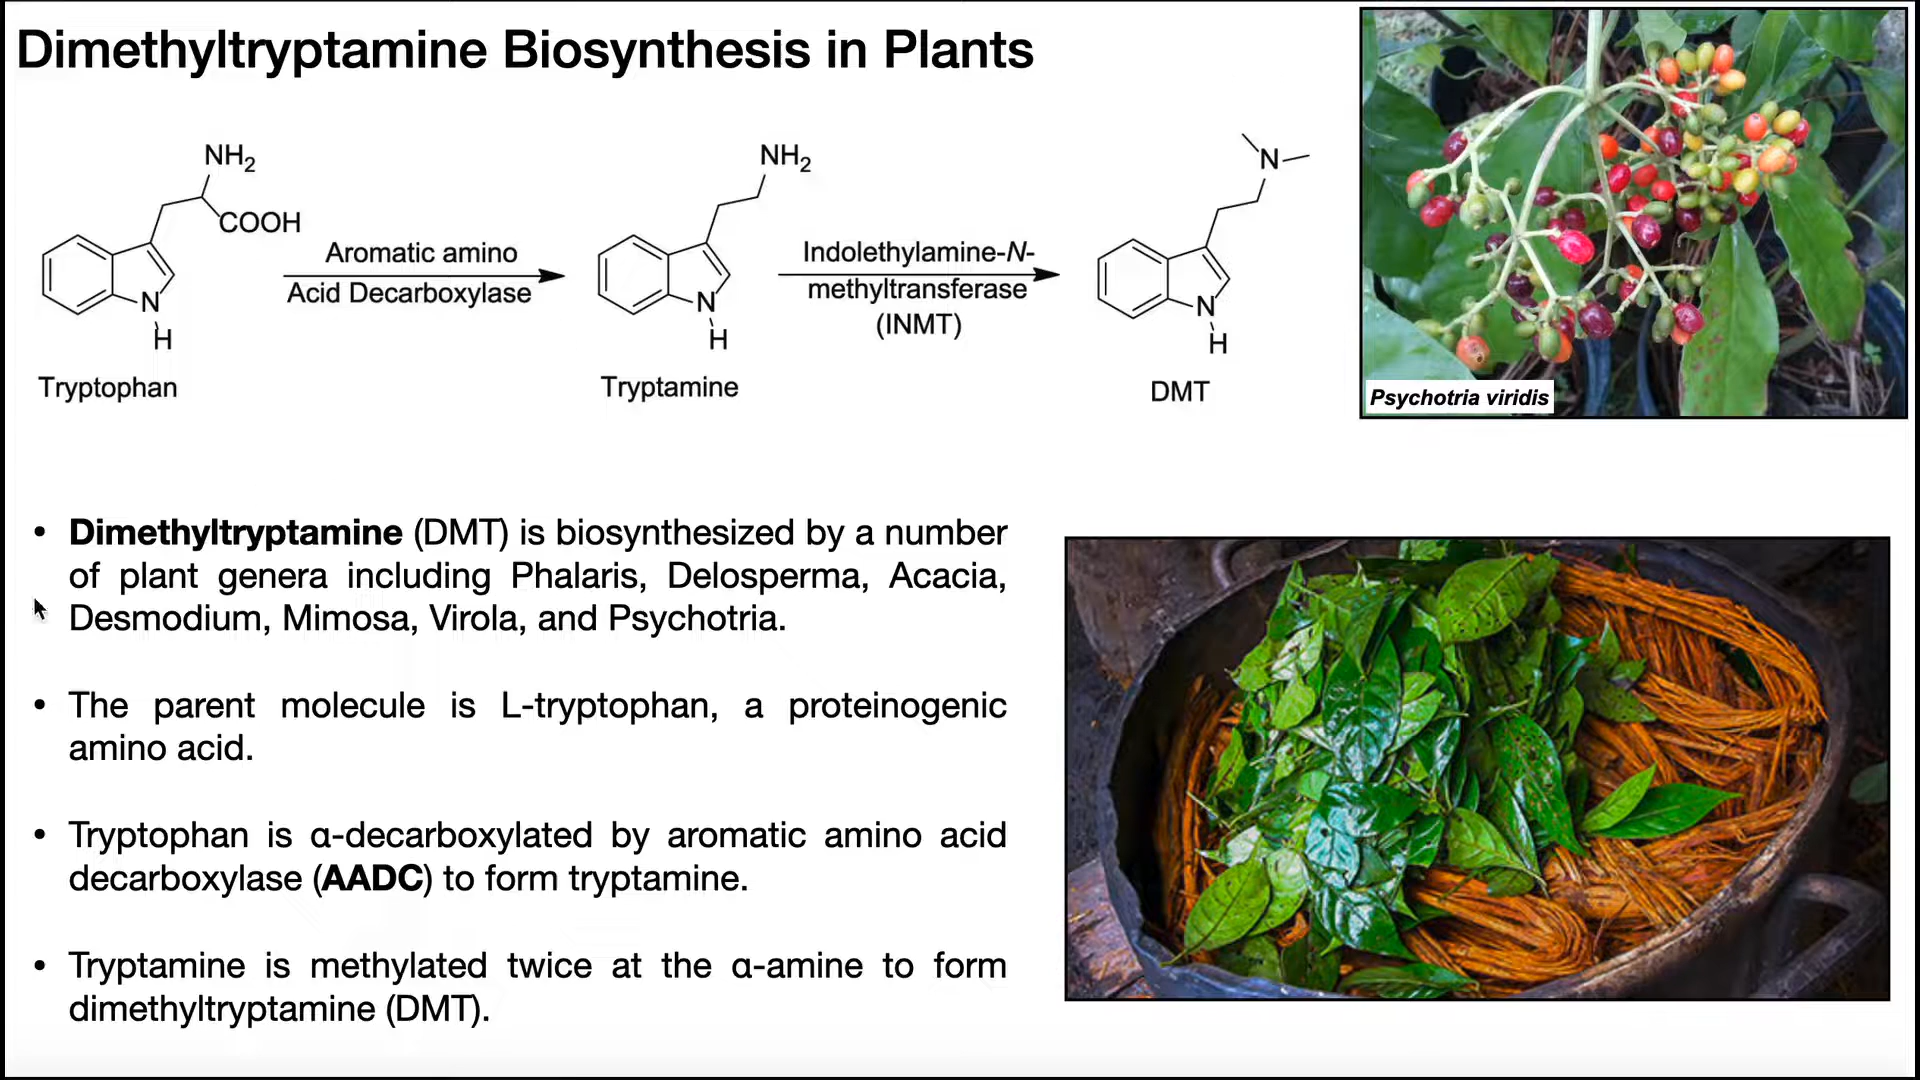 Dimethyltryptamine Biosynthesis in Plants
NH2
COOH
N
H
Tryptophan
Aromatic amino
Acid Decarboxylase
NH2
N
H
Tryptamine
Indolethylamine-N-
methyltransferase
(INMT)
N
N
H
DMT
Psychotria viridis
• Dimethyltryptamine (DMT) is biosynthesized by a number
of plant genera including Phalaris, Delosperma, Acacia,
Desmodium, Mimosa, Virola, and Psychotria.
• The parent molecule is L-tryptophan, a proteinogenic
amino acid.
• Tryptophan is α-decarboxylated by aromatic amino acid
decarboxylase (AADC) to form tryptamine.
• Tryptamine is methylated twice at the α-amine to form
dimethyltryptamine (DMT).